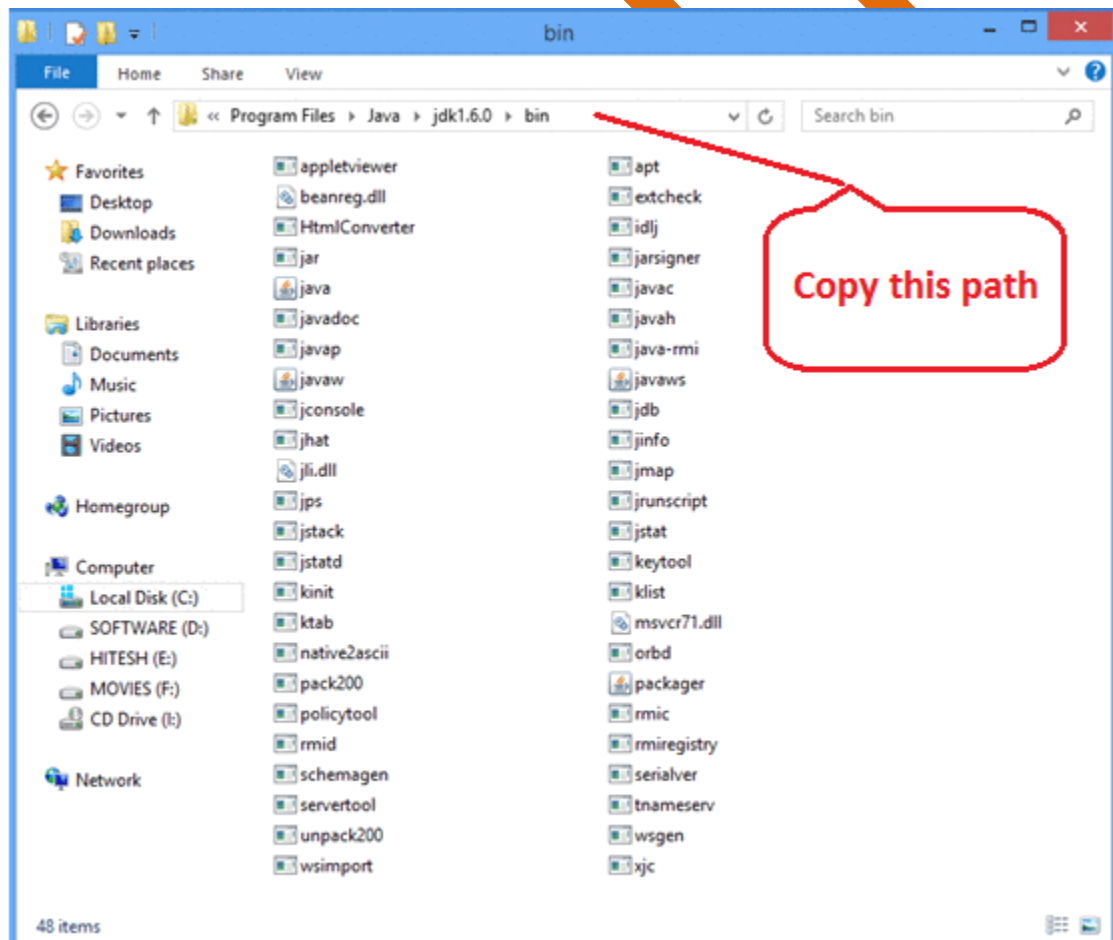 bin
File Home Share View
« Program Files Java jdk1.6.0 bin Search bin
Favorites
Desktop
Downloads
Recent places
Libraries
Documents
Music
Pictures
Videos
Homegroup
Computer
Local Disk (C:)
SOFTWARE (D:)
HITESH (E:)
MOVIES (F:)
CD Drive (I:)
Network
appletviewer apt
beanreg.dll extcheck
HtmlConverter idlj
jar jarsigner
java javac
javadoc javah
javap java-rmi
javaw javaws
jconsole jdb
jhat jinfo
jli.dll jmap
jps jrunscript
jstack jstat
jstatd keytool
kinit klist
ktab msvcr71.dll
native2ascii orbd
pack200 packager
policytool rmic
rmid rmiregistry
schemagen serialver
servertool tnameserv
unpack200 wsgen
wsimport xjc
Copy this path
48 items